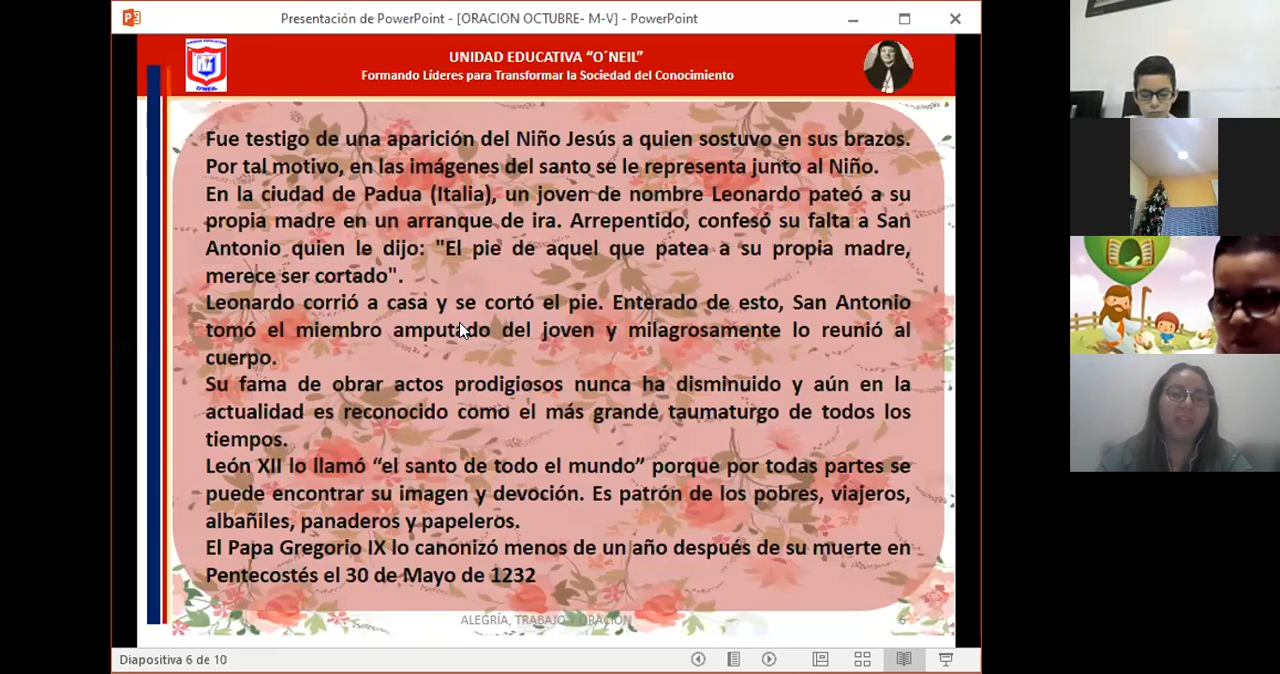 Presentación de PowerPoint - [ORACION OCTUBRE- M-V] - PowerPoint
UNIDAD EDUCATIVA “O´NEIL”
Formando Líderes para Transformar la Sociedad del Conocimiento
O'NEIL
Fue testigo de una aparición del Niño Jesús a quien sostuvo en sus brazos.
Por tal motivo, en las imágenes del santo se le representa junto al Niño.
En la ciudad de Padua (Italia), un joven de nombre Leonardo pateó a su
propia madre en un arranque de ira. Arrepentido, confesó su falta a San
Antonio quien le dijo: "El pie de aquel que patea a su propia madre,
merece ser cortado".
Leonardo corrió a casa y se cortó el pie. Enterado de esto, San Antonio
tomó el miembro amputado del joven y milagrosamente lo reunió al
cuerpo.
Su fama de obrar actos prodigiosos nunca ha disminuido y aún en la
actualidad es reconocido como el más grande taumaturgo de todos los
tiempos.
León XII lo llamó “el santo de todo el mundo” porque por todas partes se
puede encontrar su imagen y devoción. Es patrón de los pobres, viajeros,
albañiles, panaderos y papeleros.
El Papa Gregorio IX lo canonizó menos de un año después de su muerte en
Pentecostés el 30 de Mayo de 1232
ALEGRÍA, TRABAJO Y ORACIÓN
6
Diapositiva 6 de 10